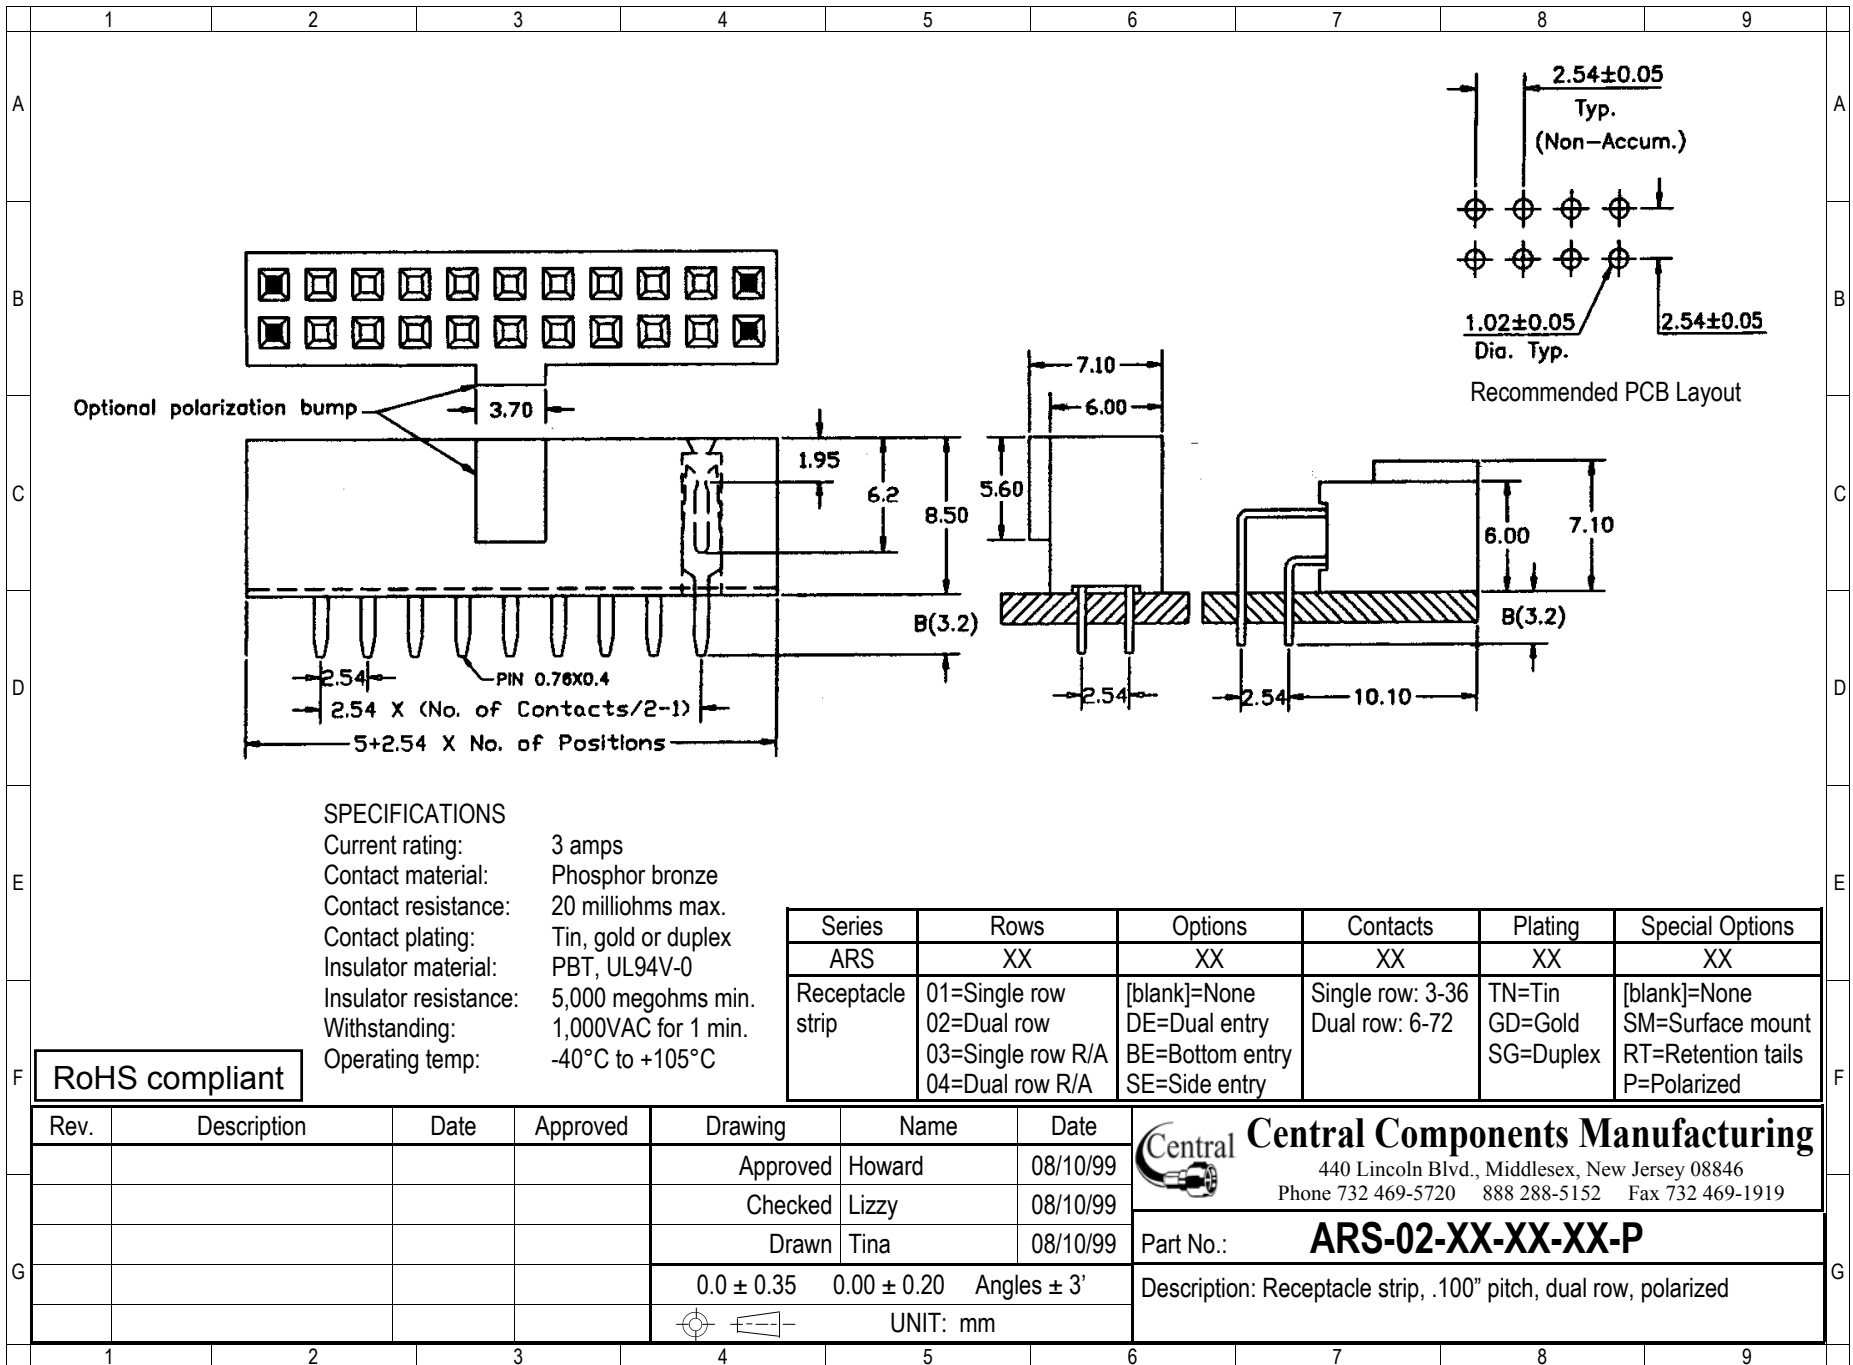 1 2 3 4 5 6 7 8 9
A A
B B
C C
D D
E E
F F
G G
2.54±0.05
Typ.
(Non-Accum.)
1.02±0.05
Dia. Typ.
2.54±0.05
Recommended PCB Layout
Optional polarization bump
3.70
1.95
6.2
8.50
B(3.2)
2.54
PIN 0.76X0.4
2.54 X (No. of Contacts/2-1)
5+2.54 X No. of Positions
7.10
6.00
5.60
2.54
6.00
7.10
B(3.2)
2.54
10.10
SPECIFICATIONS
Current rating: 3 amps
Contact material: Phosphor bronze
Contact resistance: 20 milliohms max.
Contact plating: Tin, gold or duplex
Insulator material: PBT, UL94V-0
Insulator resistance: 5,000 megohms min.
Withstanding: 1,000VAC for 1 min.
Operating temp: -40°C to +105°C
RoHS compliant
Series Rows Options Contacts Plating Special Options
ARS XX XX XX XX XX
Receptacle 01=Single row [blank]=None Single row: 3-36 TN=Tin [blank]=None
strip 02=Dual row DE=Dual entry Dual row: 6-72 GD=Gold SM=Surface mount
03=Single row R/A BE=Bottom entry SG=Duplex RT=Retention tails
04=Dual row R/A SE=Side entry P=Polarized
Rev. Description Date Approved Drawing Name Date
Approved Howard 08/10/99
Checked Lizzy 08/10/99
Drawn Tina 08/10/99
0.0 ± 0.35 0.00 ± 0.20 Angles ± 3’
UNIT: mm
Central
Central Components Manufacturing
440 Lincoln Blvd., Middlesex, New Jersey 08846
Phone 732 469-5720 888 288-5152 Fax 732 469-1919
Part No.: ARS-02-XX-XX-XX-P
Description: Receptacle strip, .100” pitch, dual row, polarized
1 2 3 4 5 6 7 8 9